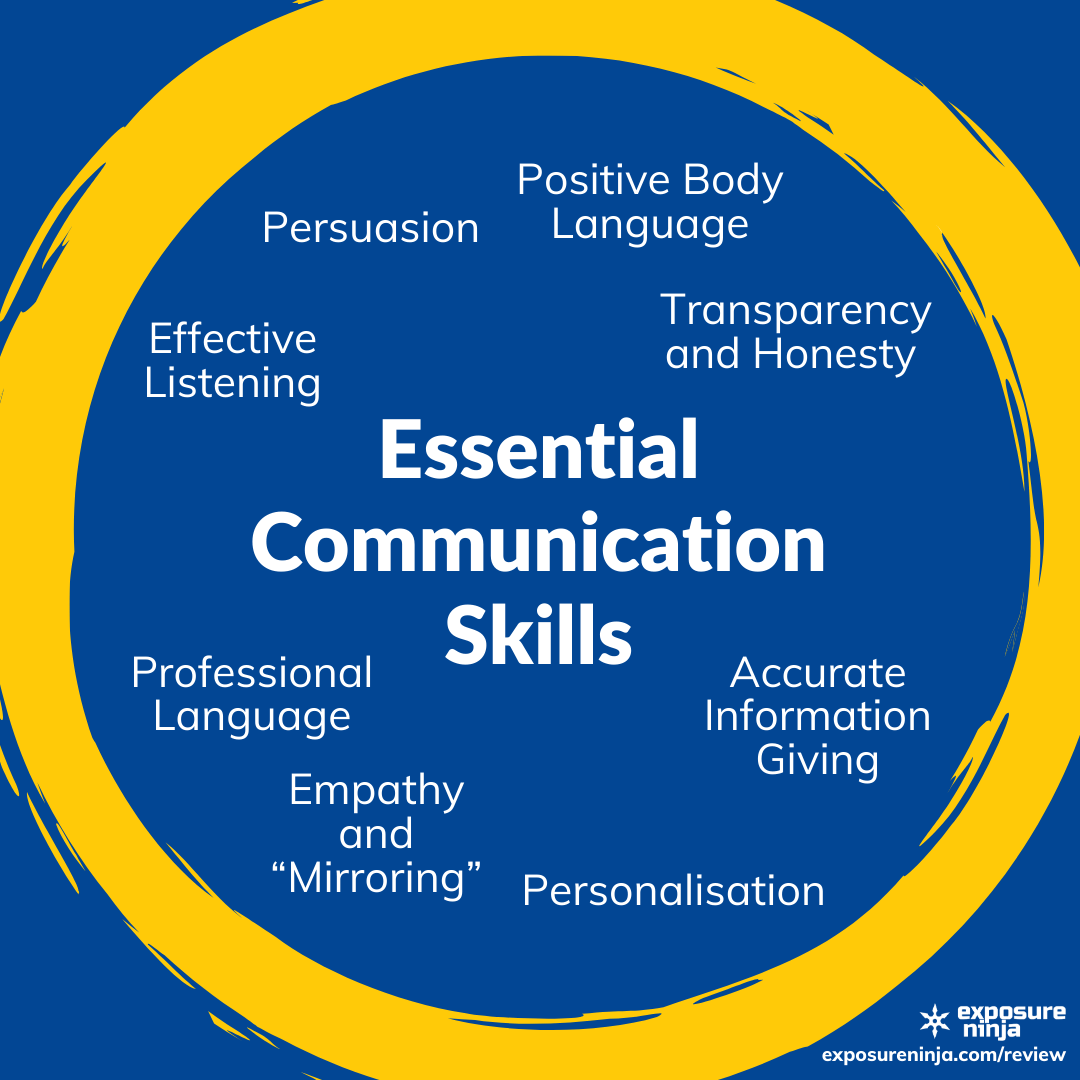 Positive Body
Language
Persuasion
Transparency
and Honesty
Effective
Listening
Essential
Communication
Skills
Professional
Language
Accurate
Information
Giving
Empathy
and
“Mirroring”
Personalisation
exposure
ninja
exposureninja.com/review